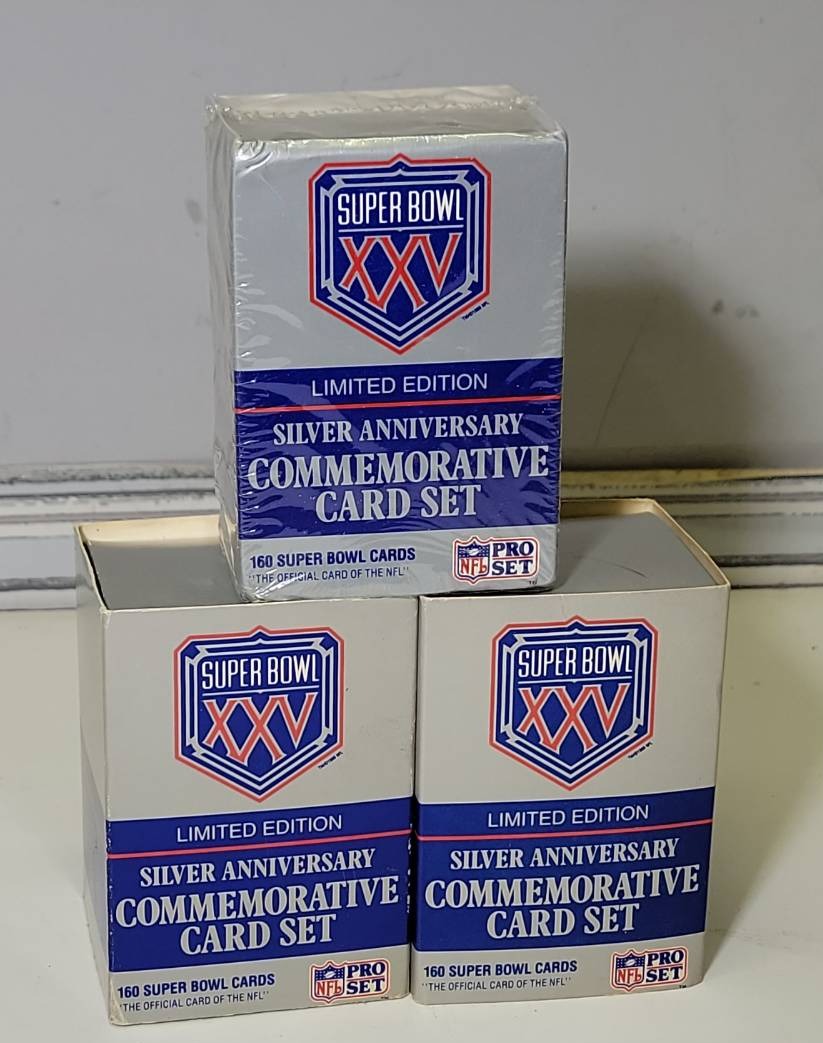 SUPER BOWL
XXV
LIMITED EDITION
SILVER ANNIVERSARY
COMMEMORATIVE
CARD SET
160 SUPER BOWL CARDS
"THE OFFICIAL CARD OF THE NFL"
NFL PRO
SET
SUPER BOWL
XXV
LIMITED EDITION
SILVER ANNIVERSARY
COMMEMORATIVE
CARD SET
160 SUPER BOWL CARDS
"THE OFFICIAL CARD OF THE NFL"
NFL PRO
SET
SUPER BOWL
XXV
LIMITED EDITION
SILVER ANNIVERSARY
COMMEMORATIVE
CARD SET
160 SUPER BOWL CARDS
"THE OFFICIAL CARD OF THE NFL"
NFL PRO
SET